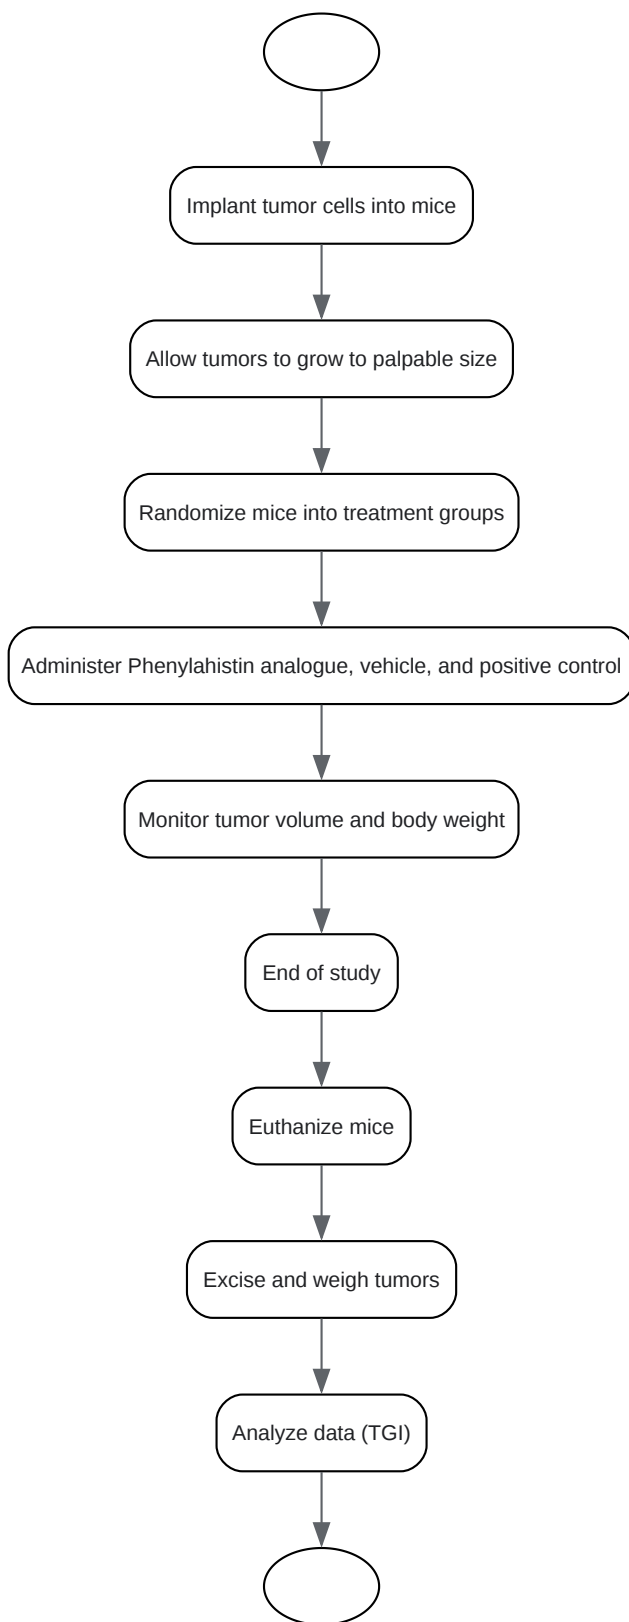 Implant tumor cells into mice
Allow tumors to grow to palpable size
Randomize mice into treatment groups
Administer Phenylahistin analogue, vehicle, and positive control
Monitor tumor volume and body weight
End of study
Euthanize mice
Excise and weigh tumors
Analyze data (TGI)